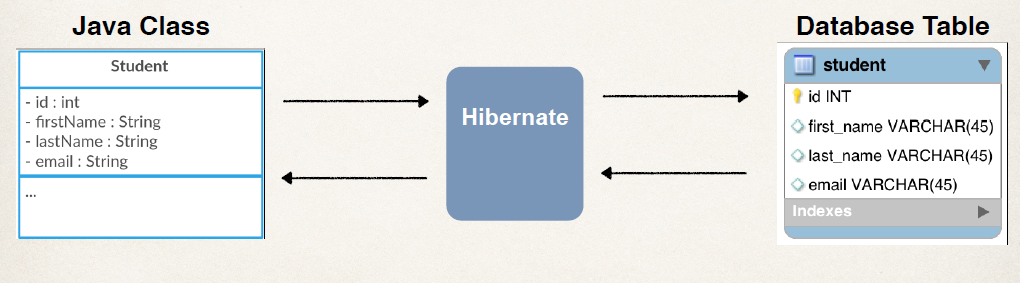 Java Class
Database Table
Student
- id : int
- firstName : String
- lastName : String
- email : String
...
Hibernate
student
id INT
first_name VARCHAR(45)
last_name VARCHAR(45)
email VARCHAR(45)
Indexes